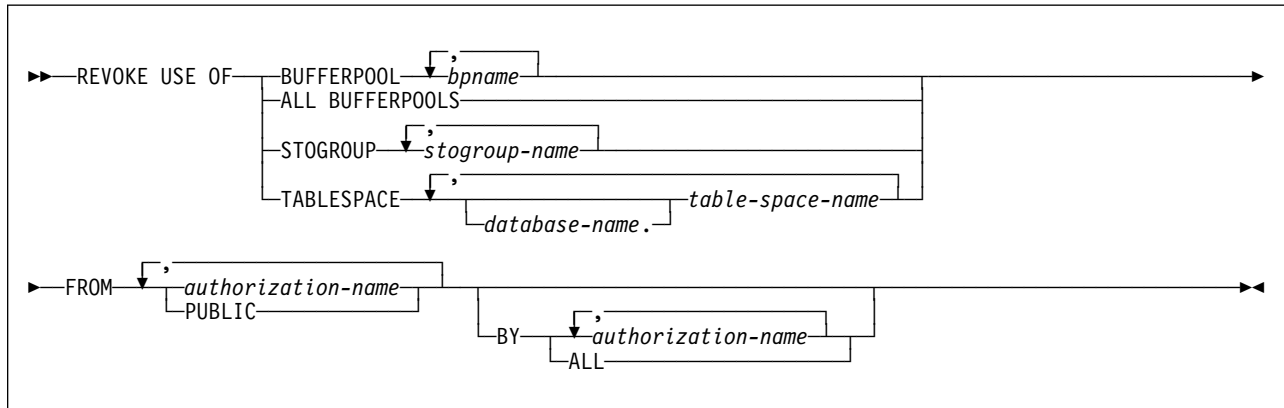 ,
REVOKE USE OF BUFFERPOOL bpname
ALL BUFFERPOOLS
,
STOGROUP stogroup-name
,
TABLESPACE table-space-name
database-name.
,
FROM authorization-name
PUBLIC
,
BY authorization-name
ALL